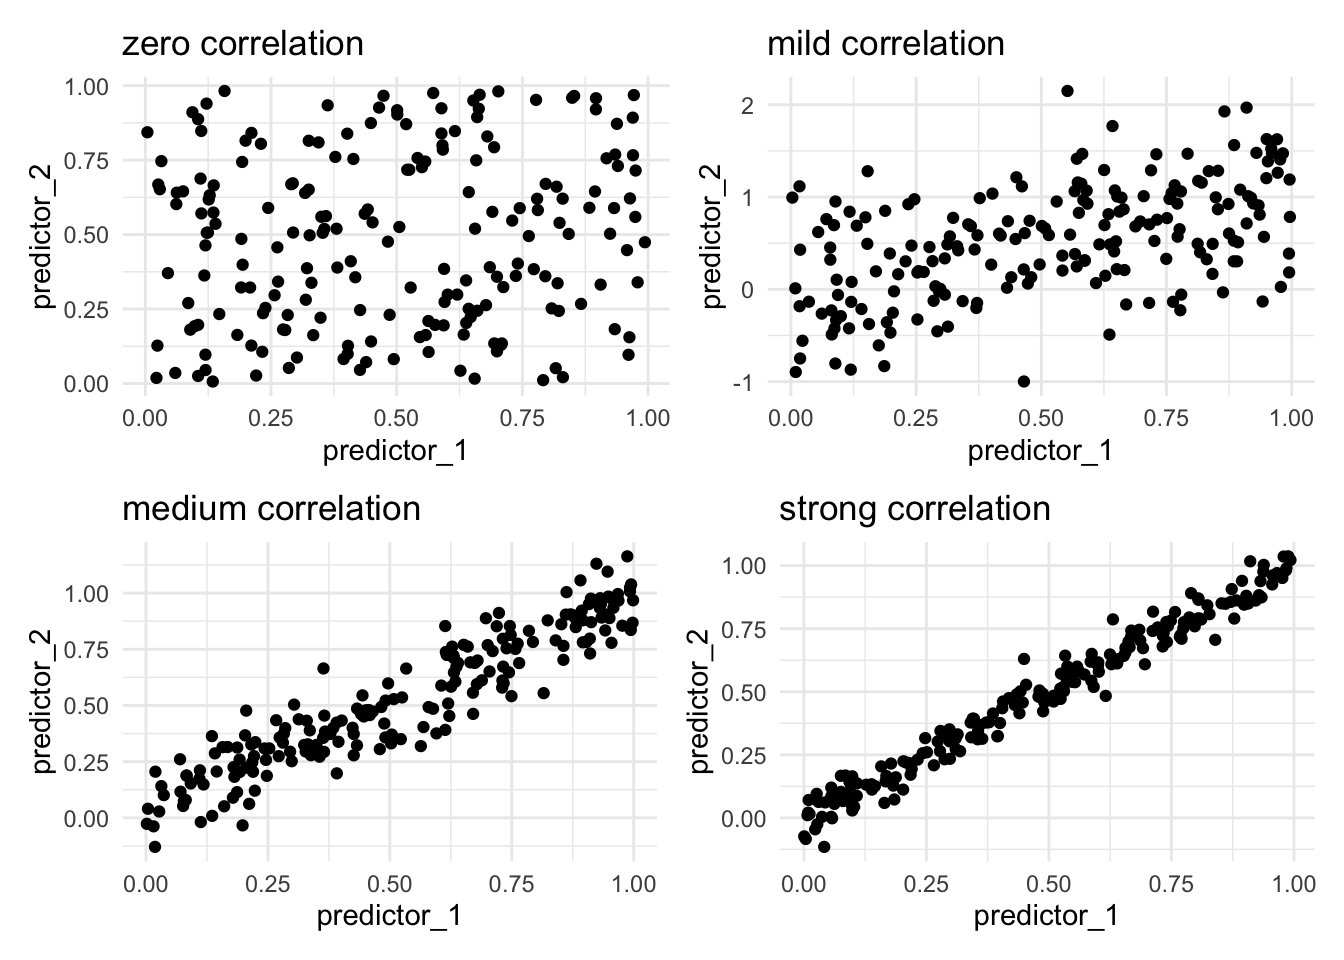 zero correlation
1.00
0.75
0.50
0.25
0.00
predictor_2
0.00 0.25 0.50 0.75 1.00
predictor_1
mild correlation
2
1
0
-1
predictor_2
0.00 0.25 0.50 0.75 1.00
predictor_1
medium correlation
1.00
0.75
0.50
0.25
0.00
predictor_2
0.00 0.25 0.50 0.75 1.00
predictor_1
strong correlation
1.00
0.75
0.50
0.25
0.00
predictor_2
0.00 0.25 0.50 0.75 1.00
predictor_1